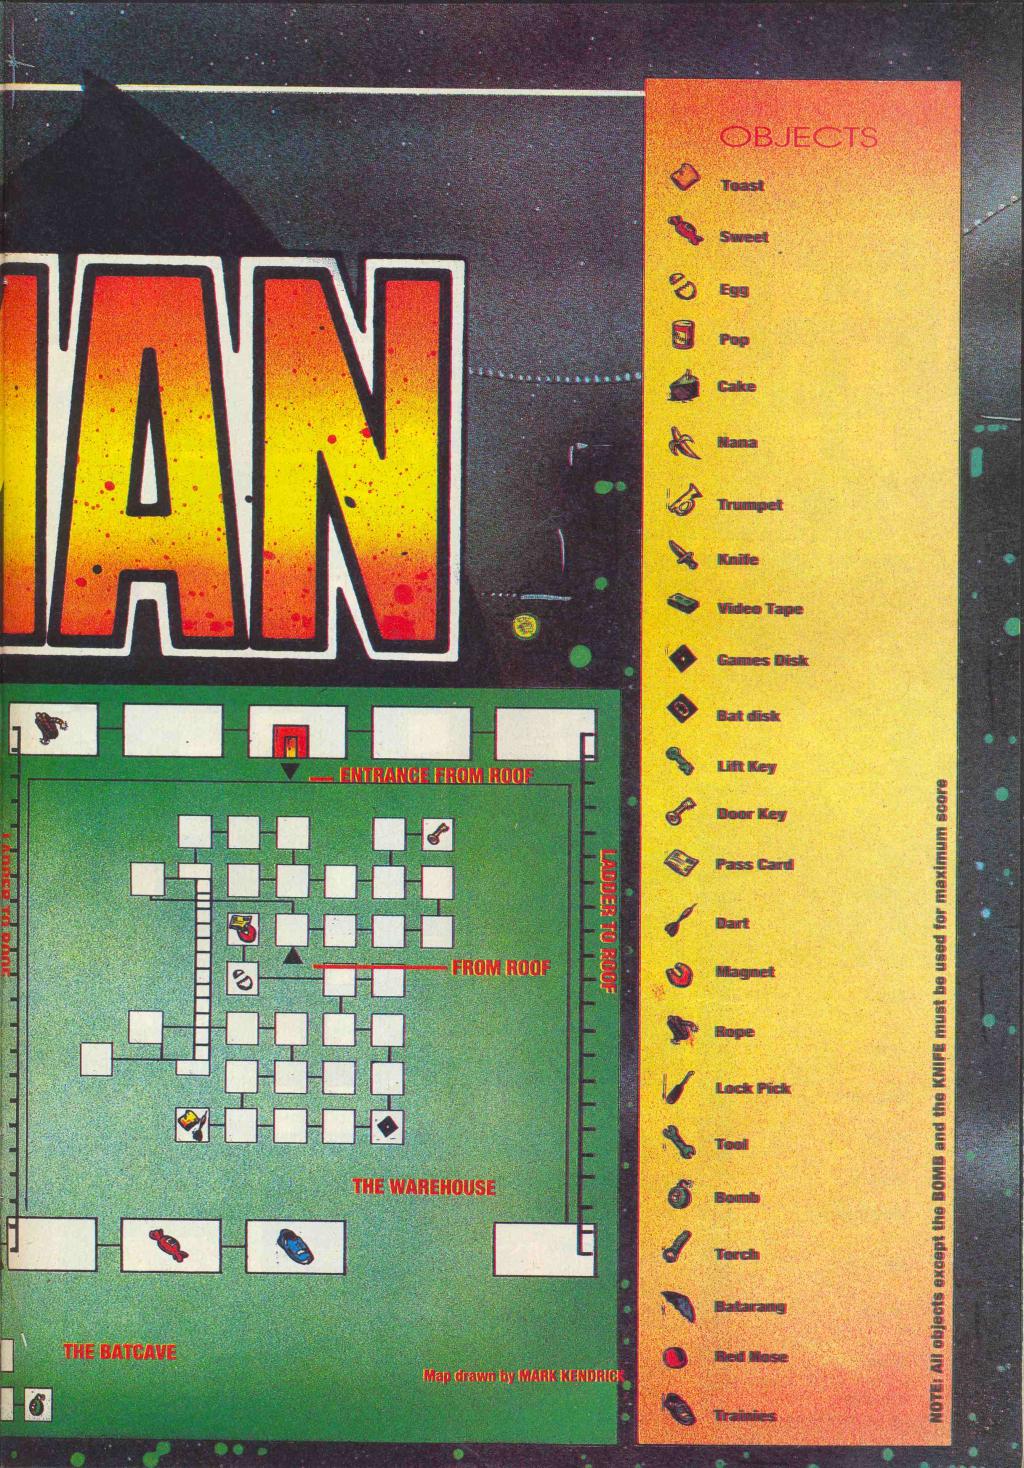 MAN
OBJECTS
Toast
Sweet
Egg
Pop
Cake
Nana
Trumpet
Knife
Video Tape
Games Disk
Bat disk
Lift Key
Door Key
Pass Card
Dart
Magnet
Rope
Lock Pick
Tool
Bomb
Torch
Batarang
Red Nose
Trainies
NOTE: All objects except the BOMB and the KNIFE must be used for maximum score
ENTRANCE FROM ROOF
LADDER TO ROOF
FROM ROOF
THE WAREHOUSE
THE BATCAVE
Map drawn by MARK KENDRICK